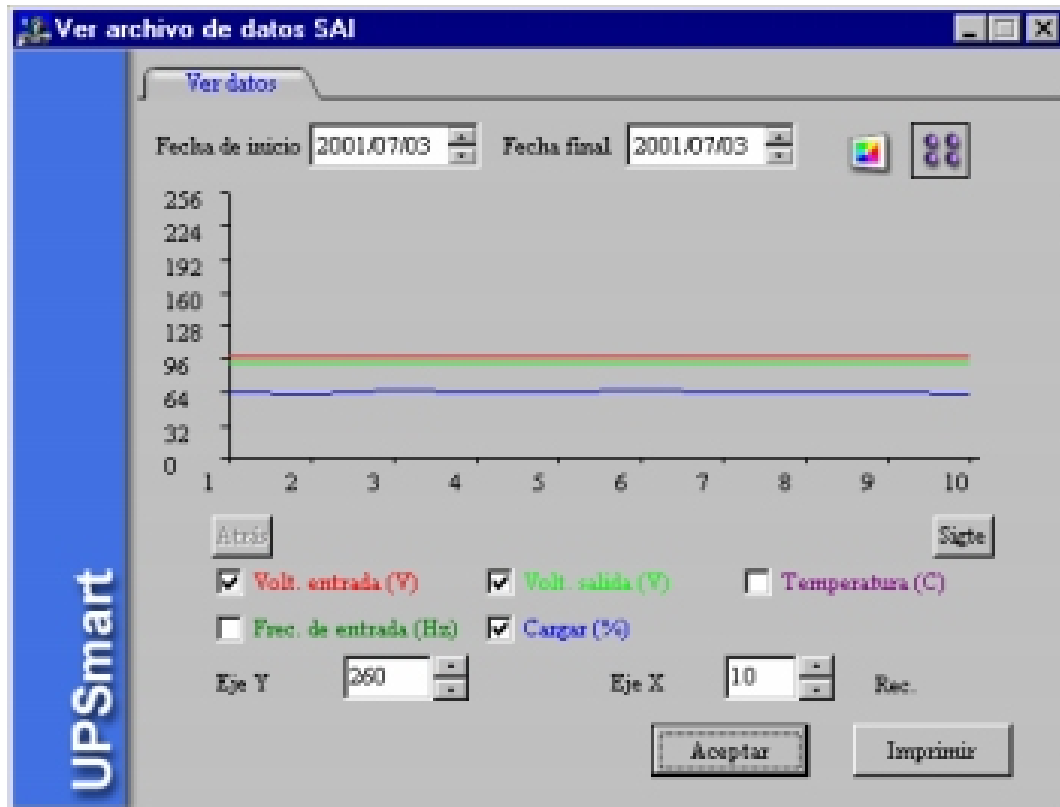 Ver archivo de datos SAI
Ver datos
Fecha de inicio 2001/07/03 Fecha final 2001/07/03
256
224
192
160
128
96
64
32
0
1 2 3 4 5 6 7 8 9 10
Atrás Sigte
Volt. entrada (V) Volt. salida (V) Temperatura (C)
Frec. de entrada (Hz) Cargar (%)
Eje Y 260 Eje X 10 Rec.
Aceptar Imprimir
UPSmart